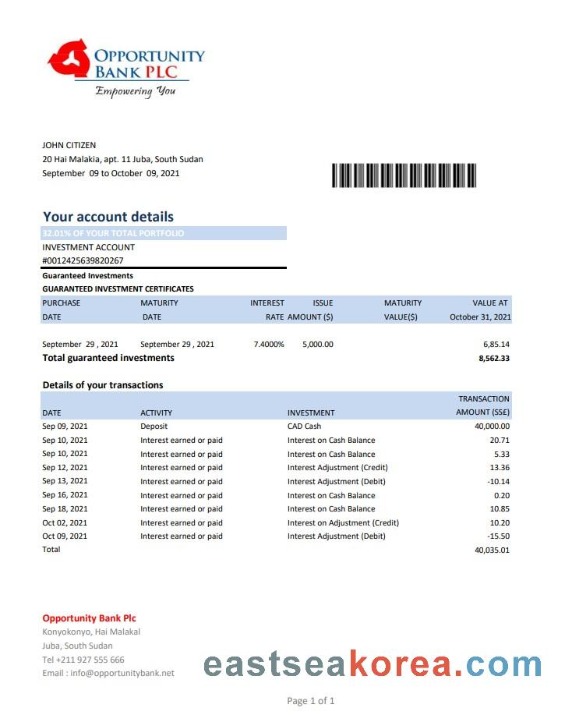 OPPORTUNITY
BANK PLC
Empowering You
JOHN CITIZEN
20 Hai Malakia, apt. 11 Juba, South Sudan
September 09 to October 09, 2021
Your account details
32.01% OF YOUR TOTAL PORTFOLIO
INVESTMENT ACCOUNT
#0012425639820267
Guaranteed Investments
GUARANTEED INVESTMENT CERTIFICATES
PURCHASE MATURITY INTEREST ISSUE MATURITY VALUE AT
DATE DATE RATE AMOUNT ($) VALUE($) October 31, 2021
September 29 , 2021 September 29 , 2021 7.4000% 5,000.00 6,85.14
Total guaranteed investments 8,562.33
Details of your transactions
TRANSACTION
DATE ACTIVITY INVESTMENT AMOUNT (SSE)
Sep 09, 2021 Deposit CAD Cash 40,000.00
Sep 10, 2021 Interest earned or paid Interest on Cash Balance 20.71
Sep 10, 2021 Interest earned or paid Interest on Cash Balance 5.33
Sep 12, 2021 Interest earned or paid Interest Adjustment (Credit) 13.36
Sep 13, 2021 Interest earned or paid Interest Adjustment (Debit) -10.14
Sep 16, 2021 Interest earned or paid Interest on Cash Balance 0.20
Sep 18, 2021 Interest earned or paid Interest on Cash Balance 10.85
Oct 02, 2021 Interest earned or paid Interest on Adjustment (Credit) 10.20
Oct 09, 2021 Interest earned or paid Interest Adjustment (Debit) -15.50
Total 40,035.01
Opportunity Bank Plc
Konyokonyo, Hai Malakal
Juba, South Sudan
Tel +211 927 555 666
Email : info@opportunitybank.net
eastseakorea.com
Page 1 of 1